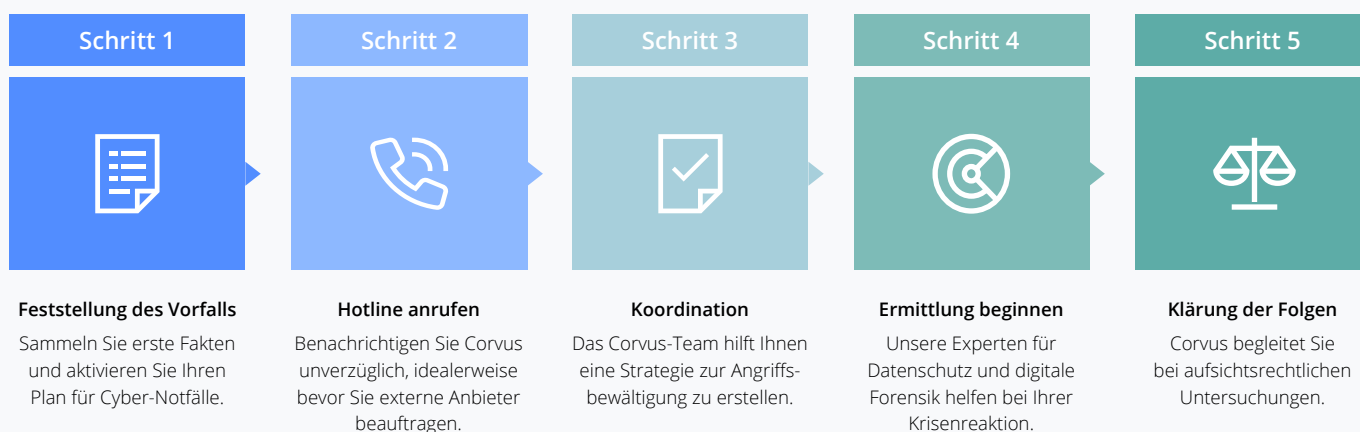 Schritt 1
Schritt 2
Schritt 3
Schritt 4
Schritt 5
Feststellung des Vorfalls
Sammeln Sie erste Fakten
und aktivieren Sie Ihren
Plan für Cyber-Notfälle.
Hotline anrufen
Benachrichtigen Sie Corvus
unverzüglich, idealerweise
bevor Sie externe Anbieter
beauftragen.
Koordination
Das Corvus-Team hilft Ihnen
eine Strategie zur Angriffs-
bewältigung zu erstellen.
Ermittlung beginnen
Unsere Experten für
Datenschutz und digitale
Forensik helfen bei Ihrer
Krisenreaktion.
Klärung der Folgen
Corvus begleitet Sie
bei aufsichtsrechtlichen
Untersuchungen.